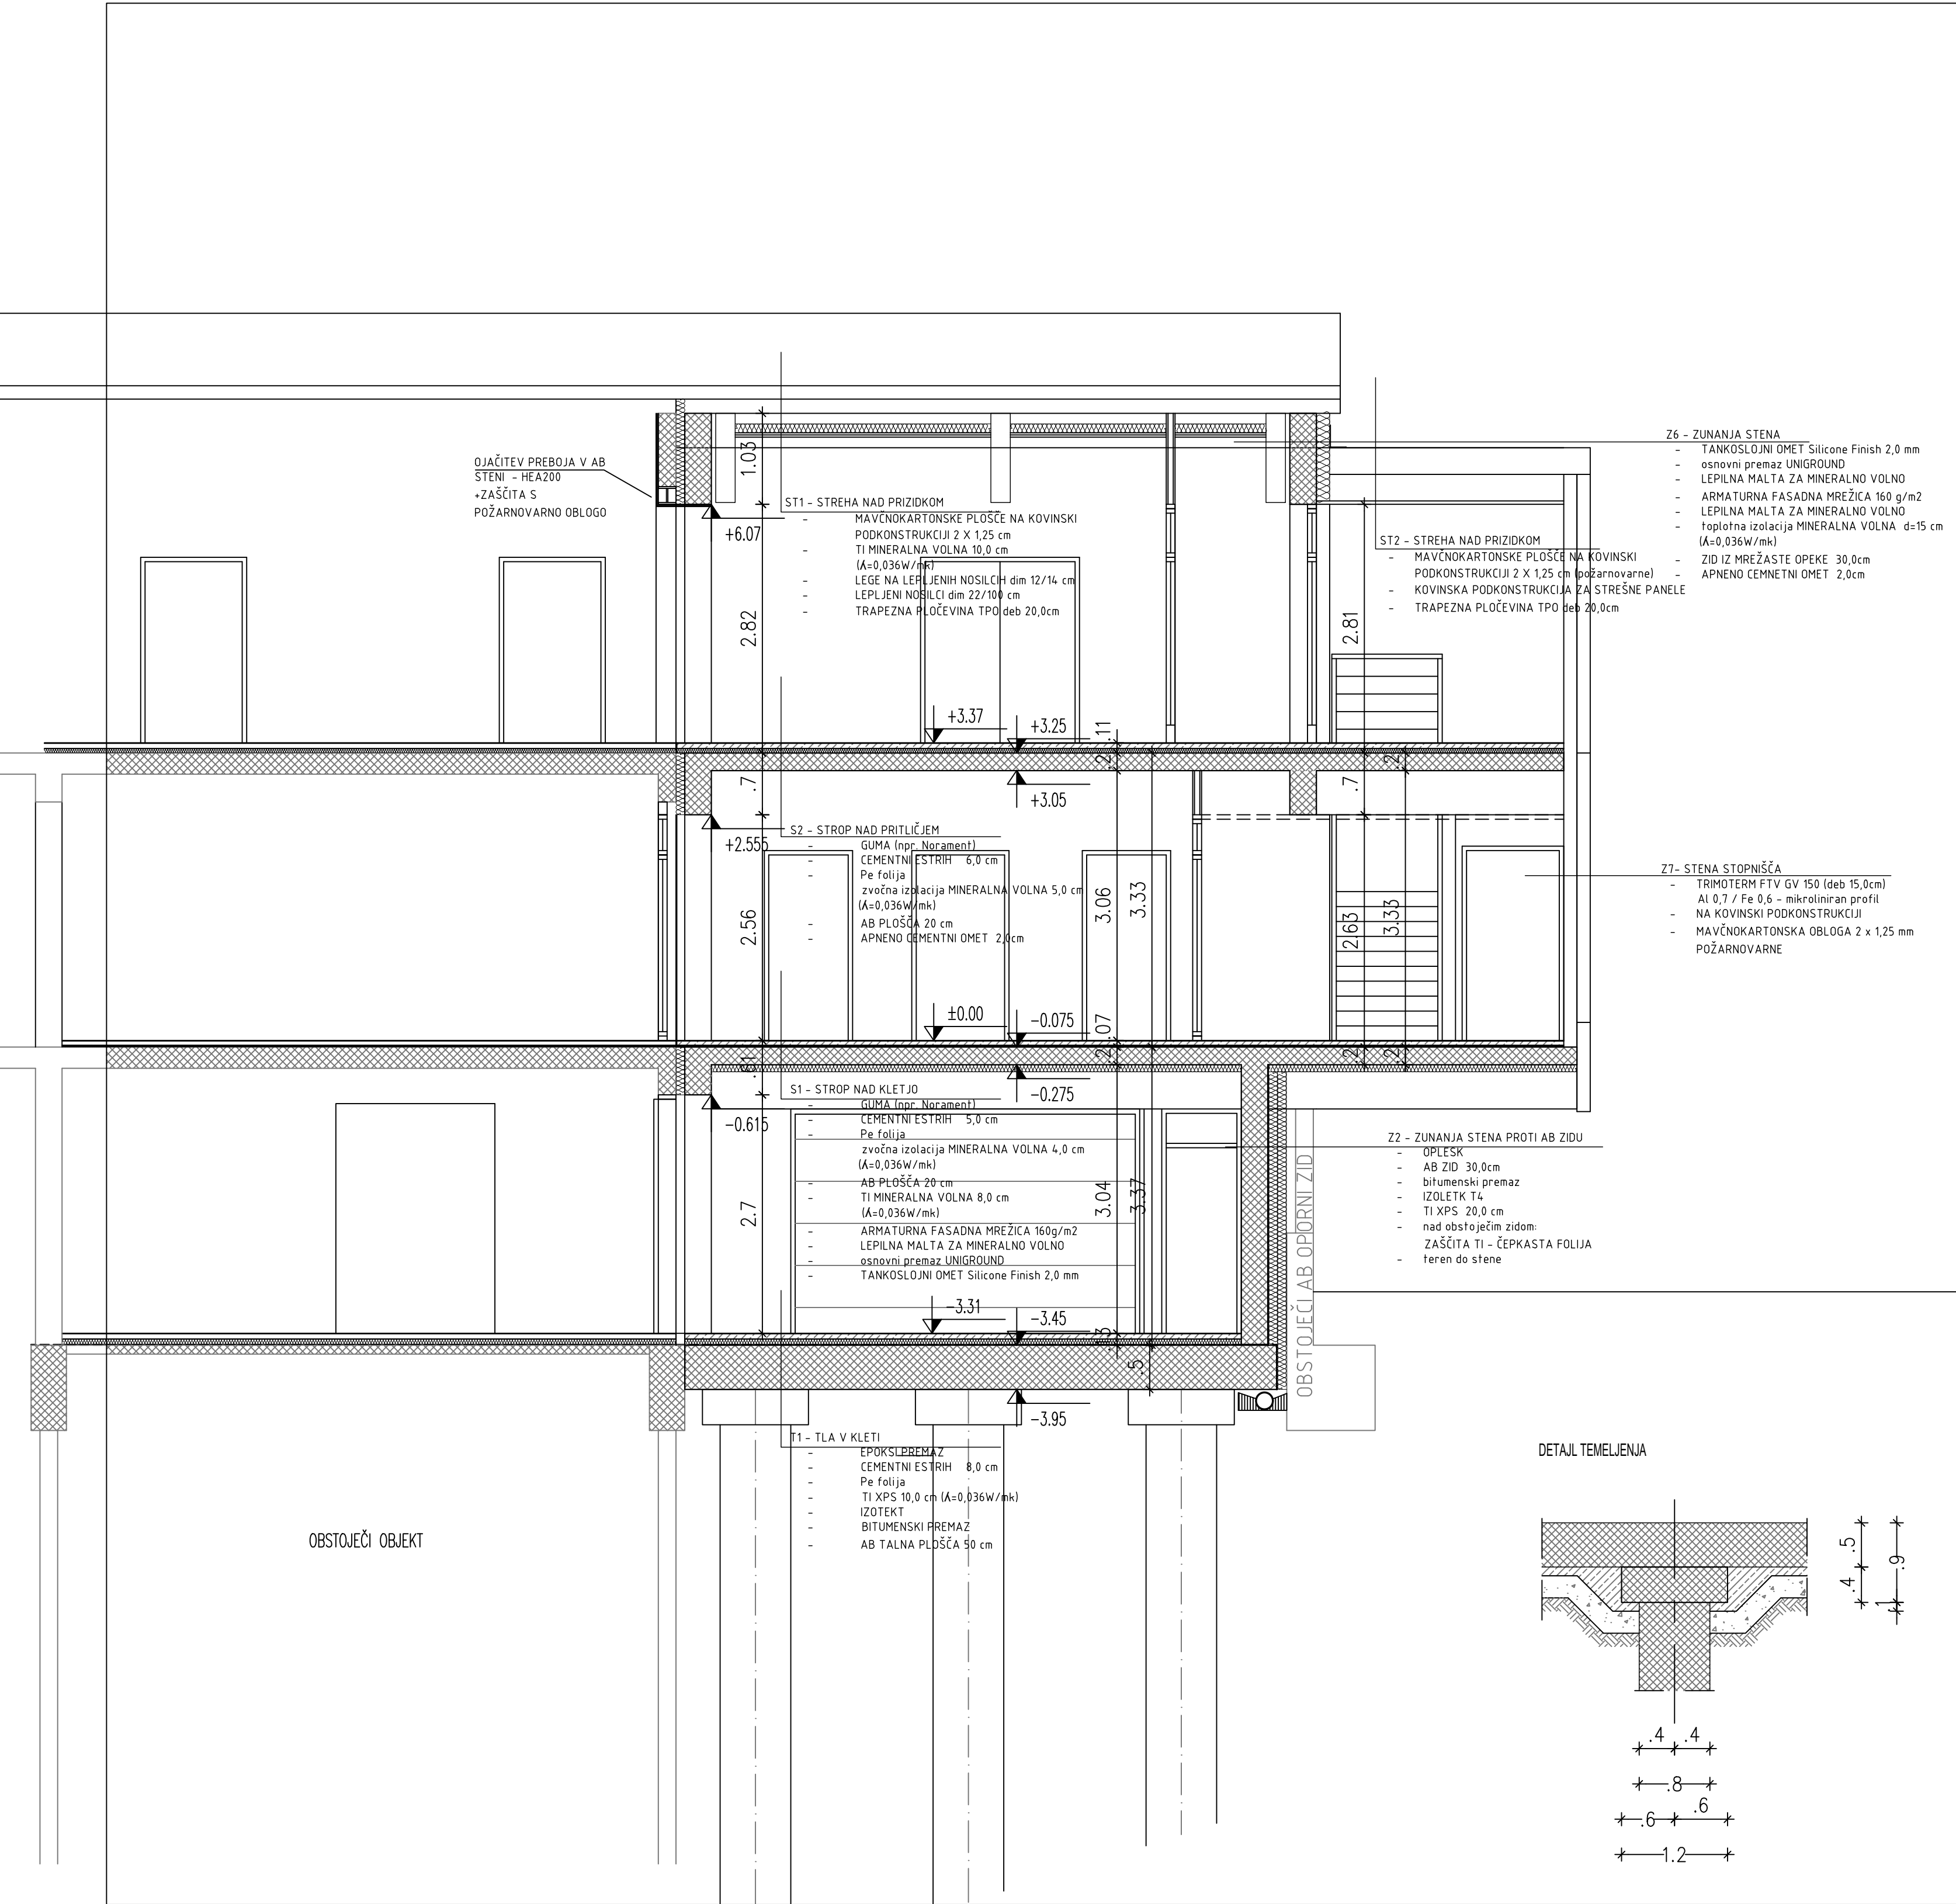 OJAČITEV PREBOJA V AB
STENI - HEA200
+ZAŠČITA S
POŽARNOVARNO OBLOGO
1.03
+6.07
2.82
ST1 - STREHA NAD PRIZIDKOM
- MAVČNOKARTONSKE PLOŠČE NA KOVINSKI
PODKONSTRUKCIJI 2 X 1,25 cm
- TI MINERALNA VOLNA 10,0 cm
(ʎ=0,036W/mk)
- LEGE NA LEPLJENIH NOSILCIH dim 12/14 cm
- LEPLJENI NOSILCI dim 22/100 cm
- TRAPEZNA PLOČEVINA TPO deb 20,0cm
ST2 - STREHA NAD PRIZIDKOM
- MAVČNOKARTONSKE PLOŠČE NA KOVINSKI
PODKONSTRUKCIJI 2 X 1,25 cm (požarnovarne)
- KOVINSKA PODKONSTRUKCIJA ZA STREŠNE PANELE
- TRAPEZNA PLOČEVINA TPO deb 20,0cm
2.81
Z6 - ZUNANJA STENA
- TANKOSLOJNI OMET Silicone Finish 2,0 mm
- osnovni premaz UNIGROUND
- LEPILNA MALTA ZA MINERALNO VOLNO
- ARMATURNA FASADNA MREŽICA 160 g/m2
- LEPILNA MALTA ZA MINERALNO VOLNO
- toplotna izolacija MINERALNA VOLNA d=15 cm
(ʎ=0,036W/mk)
- ZID IZ MREŽASTE OPEKE 30,0cm
- APNENO CEMNETNI OMET 2,0cm
+3.37
+3.25
.11
.2
+3.05
.7
.7
.2
+2.555
2.56
S2 - STROP NAD PRITLIČJEM
- GUMA (npr. Norament)
- CEMENTNI ESTRIH 6,0 cm
- Pe folija
zvočna izolacija MINERALNA VOLNA 5,0 cm
(ʎ=0,036W/mk)
- AB PLOŠČA 20 cm
- APNENO CEMENTNI OMET 2,0cm
3.06
3.33
2.63
3.33
Z7- STENA STOPNIŠČA
- TRIMOTERM FTV GV 150 (deb 15,0cm)
Al 0,7 / Fe 0,6 - mikroliniran profil
- NA KOVINSKI PODKONSTRUKCIJI
- MAVČNOKARTONSKA OBLOGA 2 x 1,25 mm
POŽARNOVARNE
±0.00
-0.075
.07
.2
.2
.2
.61
-0.275
-0.615
2.7
S1 - STROP NAD KLETJO
- GUMA (npr. Norament)
- CEMENTNI ESTRIH 5,0 cm
- Pe folija
zvočna izolacija MINERALNA VOLNA 4,0 cm
(ʎ=0,036W/mk)
- AB PLOŠČA 20 cm
- TI MINERALNA VOLNA 8,0 cm
(ʎ=0,036W/mk)
- ARMATURNA FASADNA MREŽICA 160g/m2
- LEPILNA MALTA ZA MINERALNO VOLNO
- osnovni premaz UNIGROUND
- TANKOSLOJNI OMET Silicone Finish 2,0 mm
3.04
3.37
Z2 - ZUNANJA STENA PROTI AB ZIDU
- OPLESK
- AB ZID 30,0cm
- bitumenski premaz
- IZOLETK T4
- TI XPS 20,0 cm
- nad obstoječim zidom:
ZAŠČITA TI - ČEPKASTA FOLIJA
- teren do stene
OBSTOJEČI AB OPORNI ZID
-3.31
-3.45
.13
.5
-3.95
T1 - TLA V KLETI
- EPOKSI PREMAZ
- CEMENTNI ESTRIH 8,0 cm
- Pe folija
- TI XPS 10,0 cm (ʎ=0,036W/mk)
- IZOTEKT
- BITUMENSKI PREMAZ
- AB TALNA PLOŠČA 50 cm
OBSTOJEČI OBJEKT
DETAJL TEMELJENJA
.5
.4
.9
.1
.4 .4
.8
.6 .6
1.2